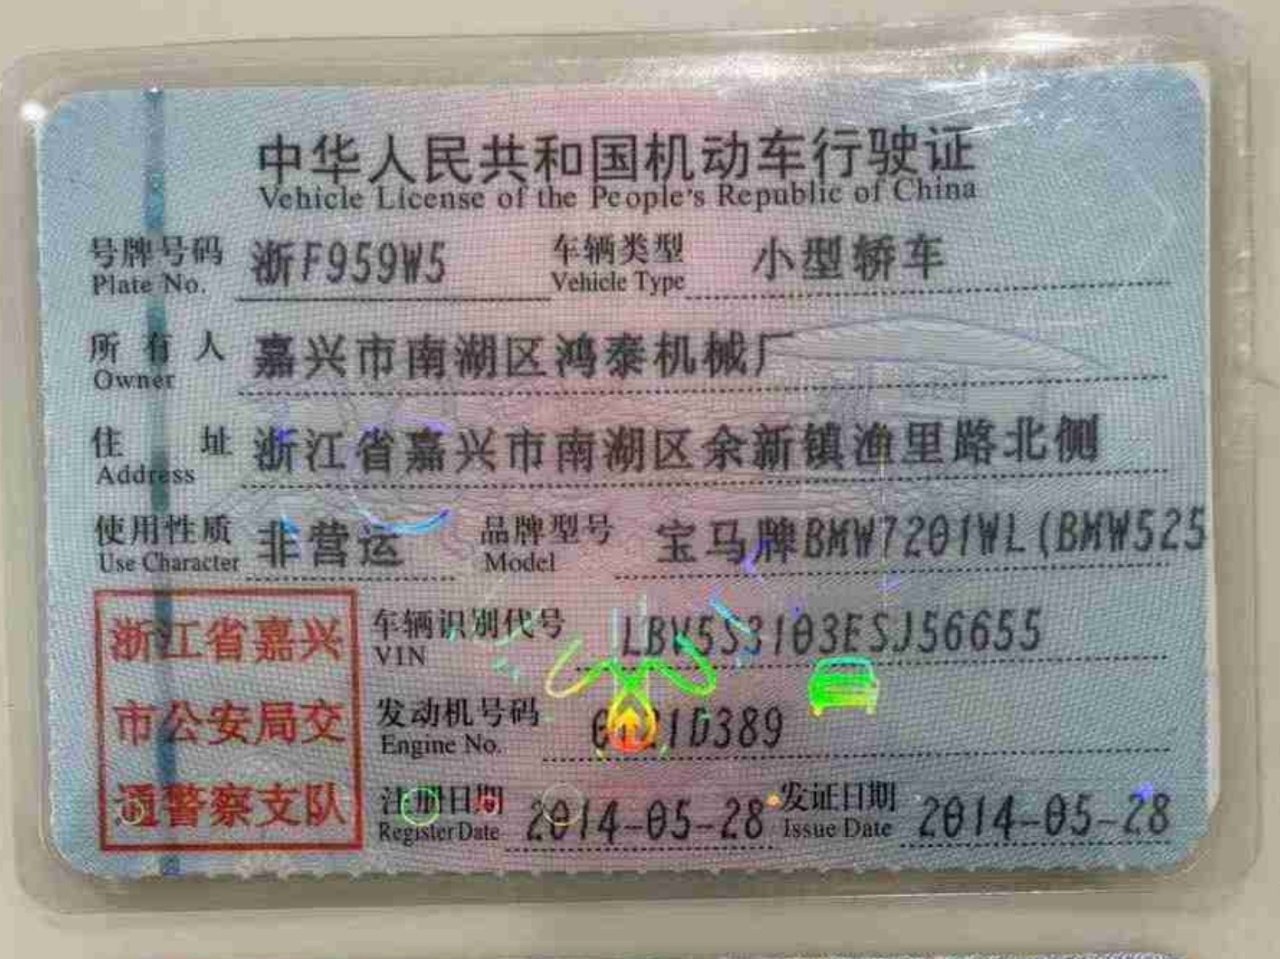 中华人民共和国机动车行驶证
Vehicle License of the People's Republic of China
号牌号码 浙F959W5 车辆类型 小型轿车
Plate No. Vehicle Type
所有人 嘉兴市南湖区鸿泰机械厂
Owner
住址 浙江省嘉兴市南湖区余新镇渔里路北侧
Address
使用性质 非营运 品牌型号 宝马牌BMW7201WL(BMW525
Use Character Model
浙江省嘉兴
市公安局交
通警察支队
车辆识别代号 LBV5S3103ESJ56655
VIN
发动机号码
Engine No.
注册日期 2014-05-28 发证日期 2014-05-28
Register Date Issue Date